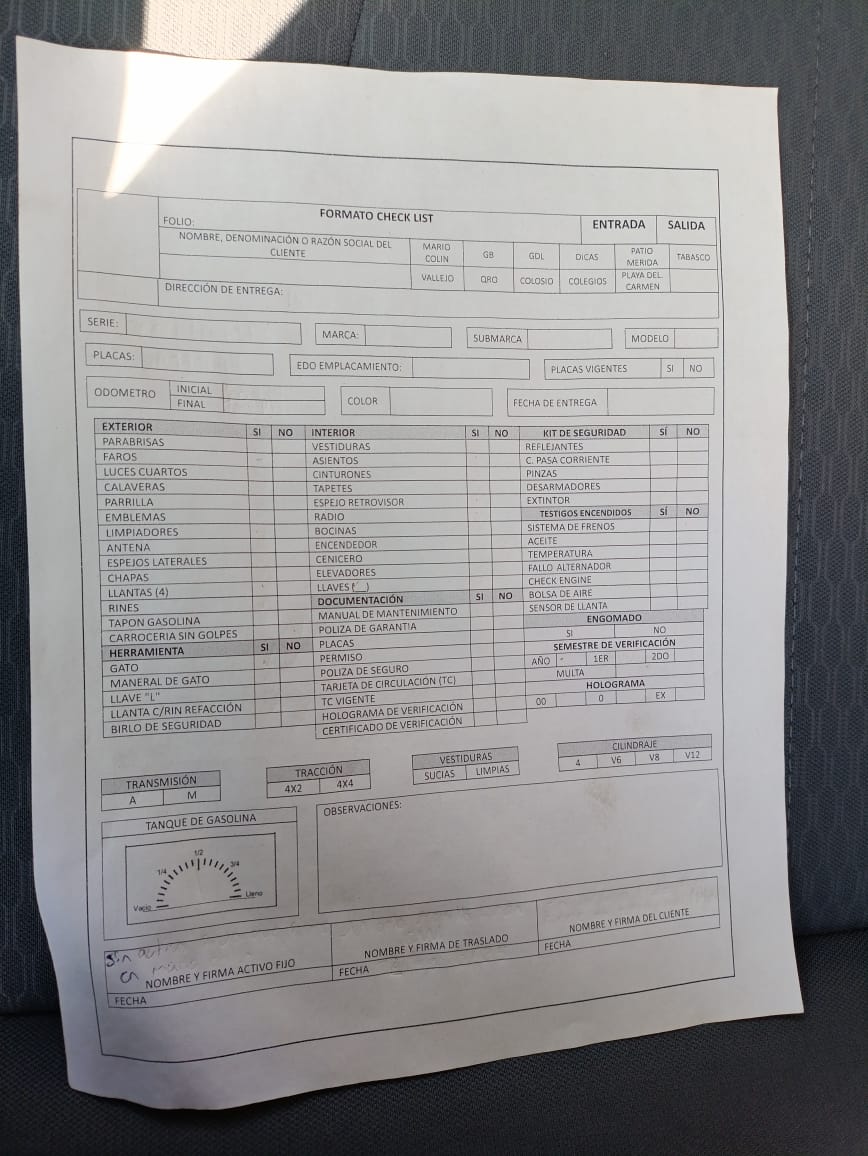 FORMATO CHECK LIST
FOLIO:
ENTRADA SALIDA
NOMBRE, DENOMINACIÓN O RAZÓN SOCIAL DEL CLIENTE
MARIO COLIN GB GDL DICAS PATIO MERIDA TABASCO
VALLEJO QRO COLOSIO COLEGIOS PLAYA DEL. CARMEN
DIRECCIÓN DE ENTREGA:
SERIE: MARCA: SUBMARCA MODELO
PLACAS: EDO EMPLACAMIENTO: PLACAS VIGENTES SI NO
ODOMETRO INICIAL FINAL COLOR FECHA DE ENTREGA
EXTERIOR SI NO
PARABRISAS
FAROS
LUCES CUARTOS
CALAVERAS
PARRILLA
EMBLEMAS
LIMPIADORES
ANTENA
ESPEJOS LATERALES
CHAPAS
LLANTAS (4)
RINES
TAPON GASOLINA
CARROCERIA SIN GOLPES
HERRAMIENTA SI NO
GATO
MANERAL DE GATO
LLAVE "L"
LLANTA C/RIN REFACCIÓN
BIRLO DE SEGURIDAD
INTERIOR SI NO
VESTIDURAS
ASIENTOS
CINTURONES
TAPETES
ESPEJO RETROVISOR
RADIO
BOCINAS
ENCENDEDOR
CENICERO
ELEVADORES
LLAVES (__)
DOCUMENTACIÓN SI NO
MANUAL DE MANTENIMIENTO
POLIZA DE GARANTIA
PLACAS
PERMISO
POLIZA DE SEGURO
TARJETA DE CIRCULACIÓN (TC)
TC VIGENTE
HOLOGRAMA DE VERIFICACIÓN
CERTIFICADO DE VERIFICACIÓN
KIT DE SEGURIDAD SÍ NO
REFLEJANTES
C. PASA CORRIENTE
PINZAS
DESARMADORES
EXTINTOR
TESTIGOS ENCENDIDOS SÍ NO
SISTEMA DE FRENOS
ACEITE
TEMPERATURA
FALLO ALTERNADOR
CHECK ENGINE
BOLSA DE AIRE
SENSOR DE LLANTA
ENGOMADO
SI NO
SEMESTRE DE VERIFICACIÓN
AÑO 1ER 2DO
MULTA
HOLOGRAMA
00 0 EX
TRANSMISIÓN
A M
TRACCIÓN
4X2 4X4
VESTIDURAS
SUCIAS LIMPIAS
CILINDRAJE
4 V6 V8 V12
TANQUE DE GASOLINA
1/2
1/4 3/4
Vacío Lleno
OBSERVACIONES:
Sin
en
NOMBRE Y FIRMA ACTIVO FIJO
FECHA
NOMBRE Y FIRMA DE TRASLADO
FECHA
NOMBRE Y FIRMA DEL CLIENTE
FECHA